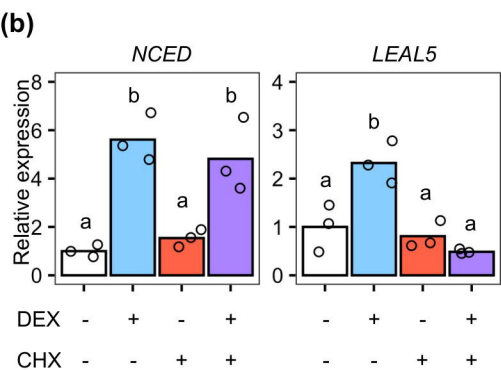 (b)
NCED LEAL5
Relative expression
8 4
6 3
4 2
2 1
0 0
a b a b
a b a a
DEX - + - + - + - +
CHX - - + + - - + +